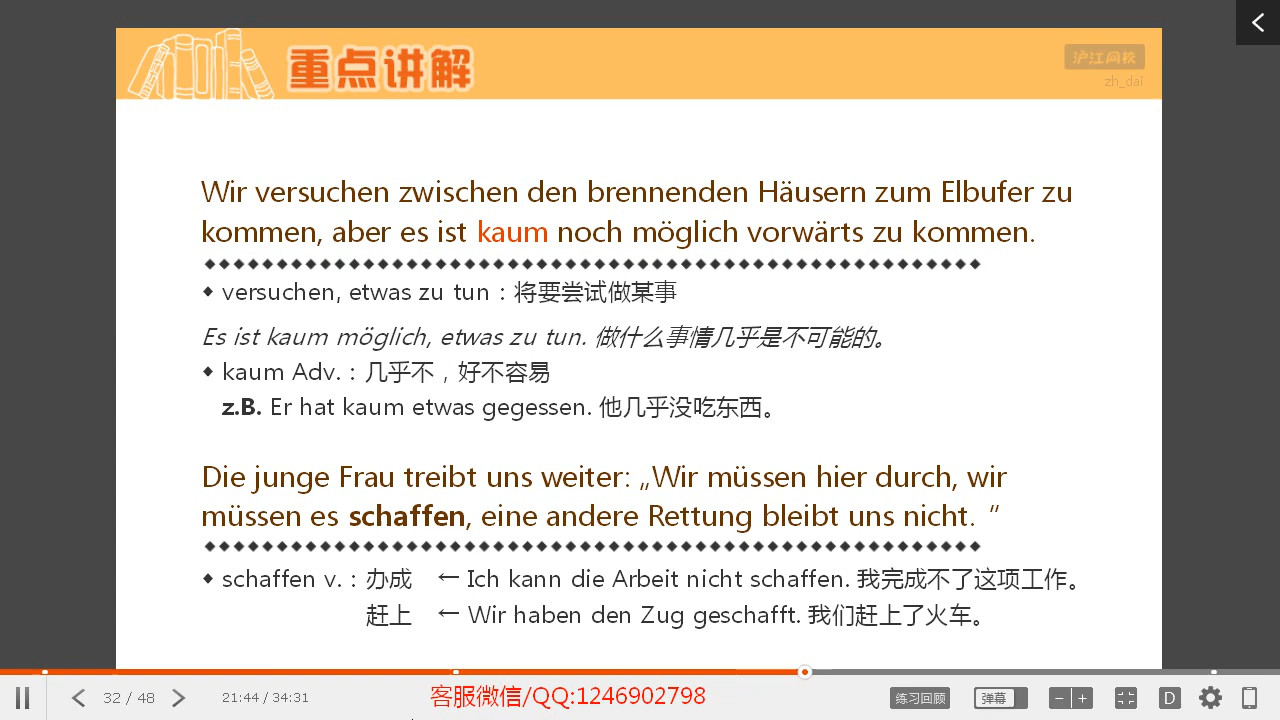 重点讲解
沪江网校
zh_dai
Wir versuchen zwischen den brennenden Häusern zum Elbufer zu
kommen, aber es ist kaum noch möglich vorwärts zu kommen.
versuchen, etwas zu tun：将要尝试做某事
Es ist kaum möglich, etwas zu tun. 做什么事情几乎是不可能的。
kaum Adv.：几乎不，好不容易
z.B. Er hat kaum etwas gegessen. 他几乎没吃东西。
Die junge Frau treibt uns weiter: „Wir müssen hier durch, wir
müssen es schaffen, eine andere Rettung bleibt uns nicht. “
schaffen v.：办成 ← Ich kann die Arbeit nicht schaffen. 我完成不了这项工作。
赶上 ← Wir haben den Zug geschafft. 我们赶上了火车。
32 / 48 21:44 / 34:31 客服微信/QQ:1246902798 练习回顾 弹幕 D